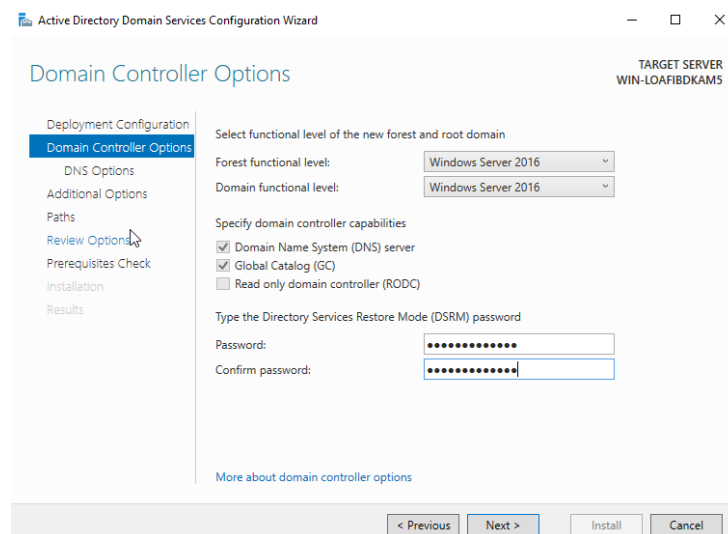 Active Directory Domain Services Configuration Wizard
Domain Controller Options
TARGET SERVER
WIN-LOAFIBDKAM5
Deployment Configuration
Domain Controller Options
DNS Options
Additional Options
Paths
Review Options
Prerequisites Check
Installation
Results
Select functional level of the new forest and root domain
Forest functional level: Windows Server 2016
Domain functional level: Windows Server 2016
Specify domain controller capabilities
Domain Name System (DNS) server
Global Catalog (GC)
Read only domain controller (RODC)
Type the Directory Services Restore Mode (DSRM) password
Password: •••••••••••••
Confirm password: •••••••••••••
More about domain controller options
< Previous Next > Install Cancel